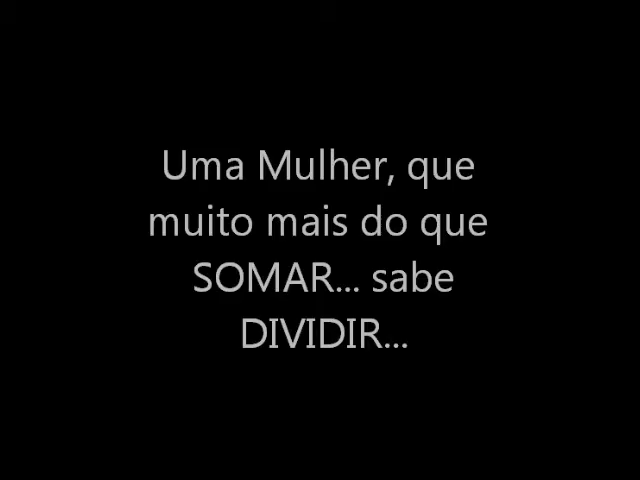 Uma Mulher, que
muito mais do que
SOMAR... sabe
DIVIDIR...